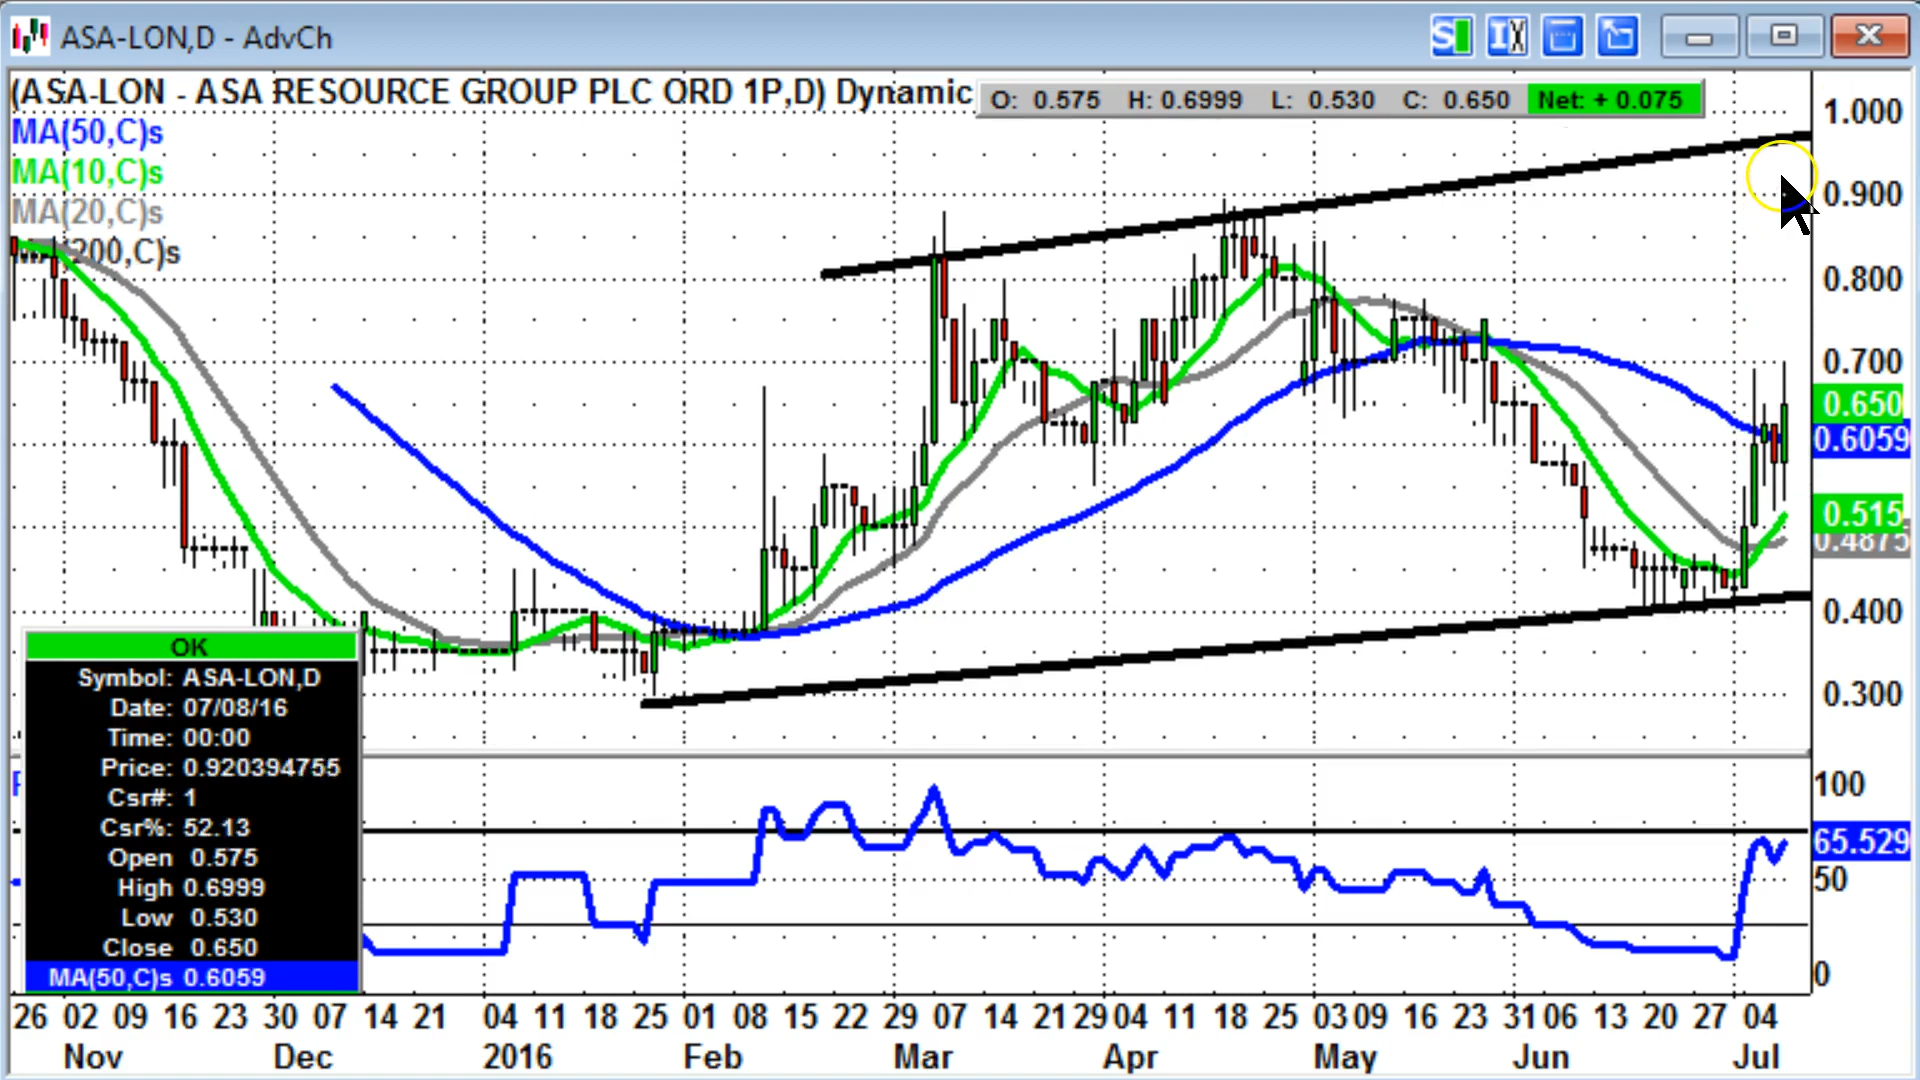 ASA-LON,D - AdvCh
(ASA-LON - ASA RESOURCE GROUP PLC ORD 1P,D) Dynamic
O: 0.575 H: 0.6999 L: 0.530 C: 0.650 Net: + 0.075
MA(50,C)s
MA(10,C)s
MA(20,C)s
(200,C)s
1.000
0.900
0.800
0.700
0.650
0.6059
0.515
0.4875
0.400
0.300
OK
Symbol: ASA-LON,D
Date: 07/08/16
Time: 00:00
Price: 0.920394755
Csr#: 1
Csr%: 52.13
Open 0.575
High 0.6999
Low 0.530
Close 0.650
MA(50,C)s 0.6059
100
65.529
50
0
26 02 09 16 23 30 07 14 21 04 11 18 25 01 08 15 22 29 07 14 21 29 04 11 18 25 03 09 16 23 31 06 13 20 27 04
Nov Dec 2016 Feb Mar Apr May Jun Jul